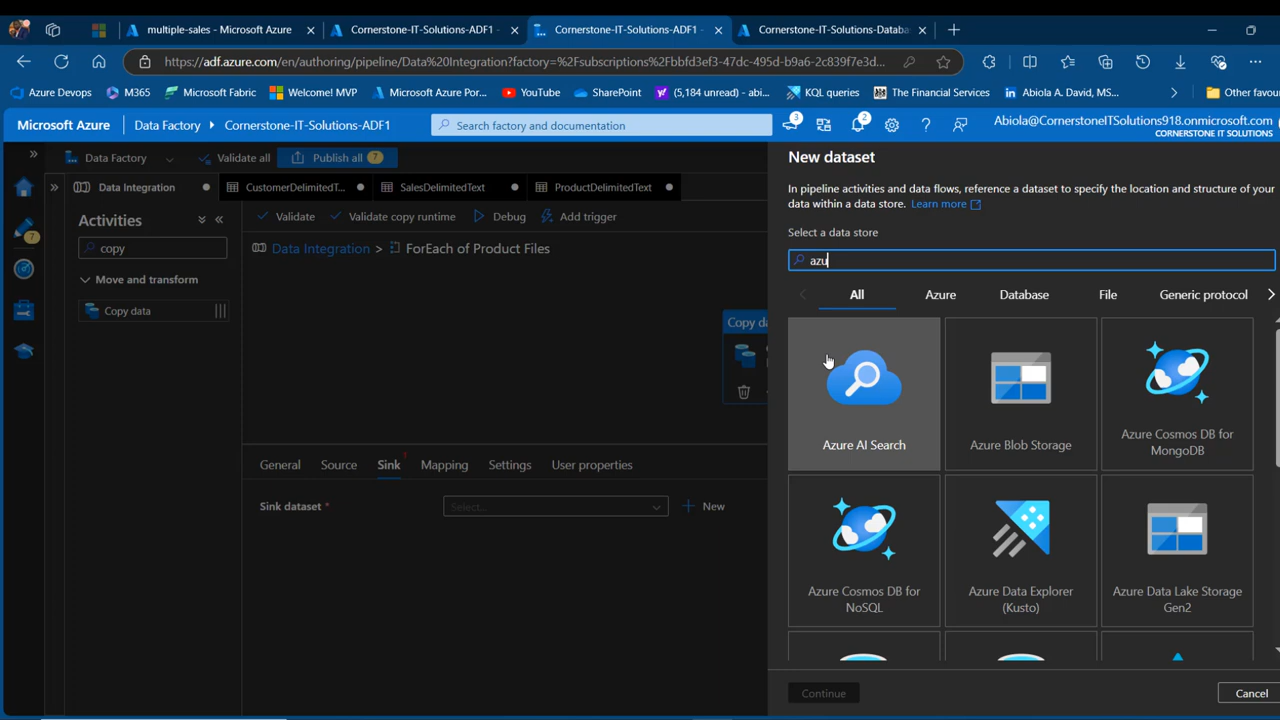 multiple-sales - Microsoft Azure
Cornerstone-IT-Solutions-ADF1 -
Cornerstone-IT-Solutions-ADF1 -
Cornerstone-IT-Solutions-Databa
https://adf.azure.com/en/authoring/pipeline/Data%20Integration?factory=%2Fsubscriptions%2Fbbfd3ef3-47dc-495d-b9a6-2c839f7e3d...
Azure Devops
M365
Microsoft Fabric
Welcome! MVP
Microsoft Azure Por...
YouTube
SharePoint
(5,184 unread) - abi...
KQL queries
The Financial Services
Abiola A. David, MS...
Other favou
Microsoft Azure
Data Factory
Cornerstone-IT-Solutions-ADF1
Search factory and documentation
3
2
Abiola@CornerstoneITSolutions918.onmicrosoft.com
CORNERSTONE IT SOLUTIONS
Data Factory
Validate all
Publish all
7
Data Integration
CustomerDelimitedT...
SalesDelimitedText
ProductDelimitedText
7
Activities
copy
Move and transform
Copy data
Validate
Validate copy runtime
Debug
Add trigger
Data Integration > ForEach of Product Files
Copy da
General
Source
Sink
1
Mapping
Settings
User properties
Sink dataset *
Select...
New
New dataset
In pipeline activities and data flows, reference a dataset to specify the location and structure of your
data within a data store. Learn more
Select a data store
azu
All
Azure
Database
File
Generic protocol
Azure AI Search
Azure Blob Storage
Azure Cosmos DB for
MongoDB
Azure Cosmos DB for
NoSQL
Azure Data Explorer
(Kusto)
Azure Data Lake Storage
Gen2
Continue
Cancel